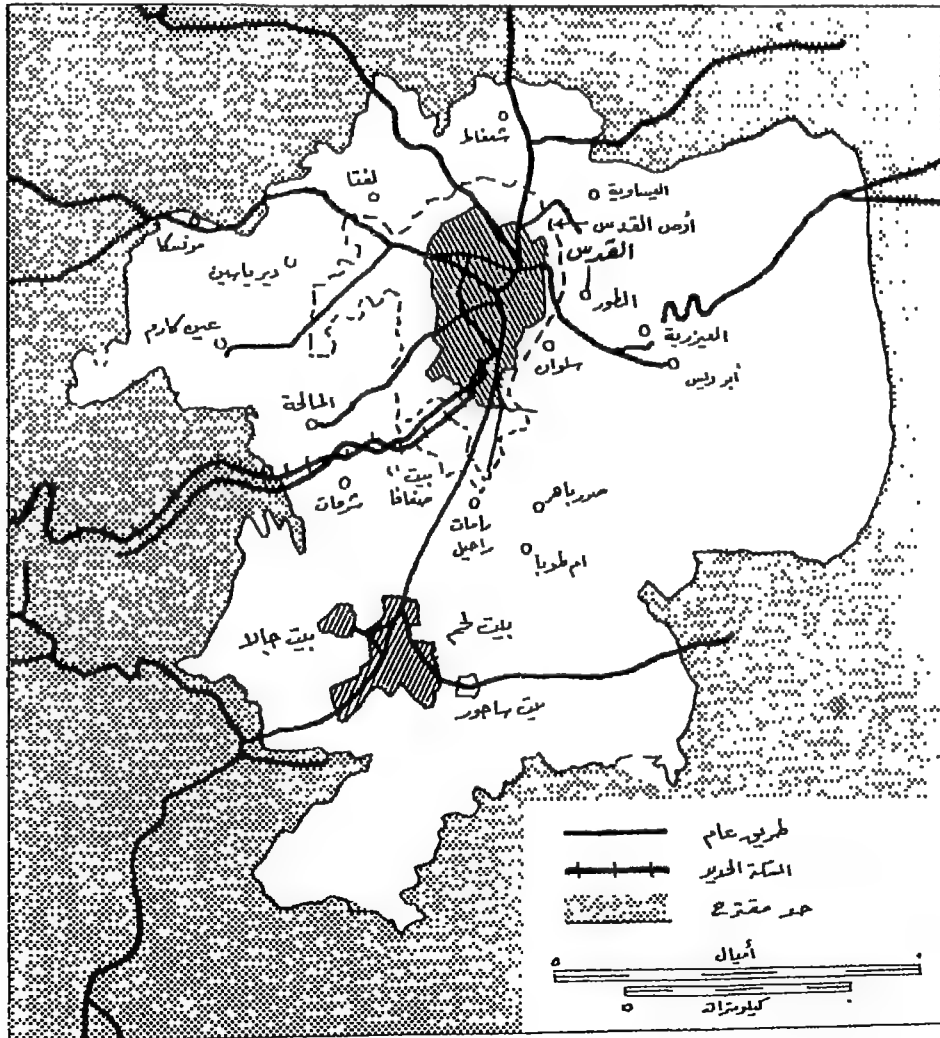 شعفاط
العيساوية
لفتا
أرض القدس
موتسكا
القدس
دير ياسين
الطور
العيزرية
عين كارم
سلوان
أبو ديس
المالحة
بيت
صفافا
شرفات
رامات
راحيل
صور باهر
ام طوبا
بيت جالا
بيت لحم
بيت ساحور
طريق عام
السكة الحديد
حد مقترح
أميال
كيلومترات